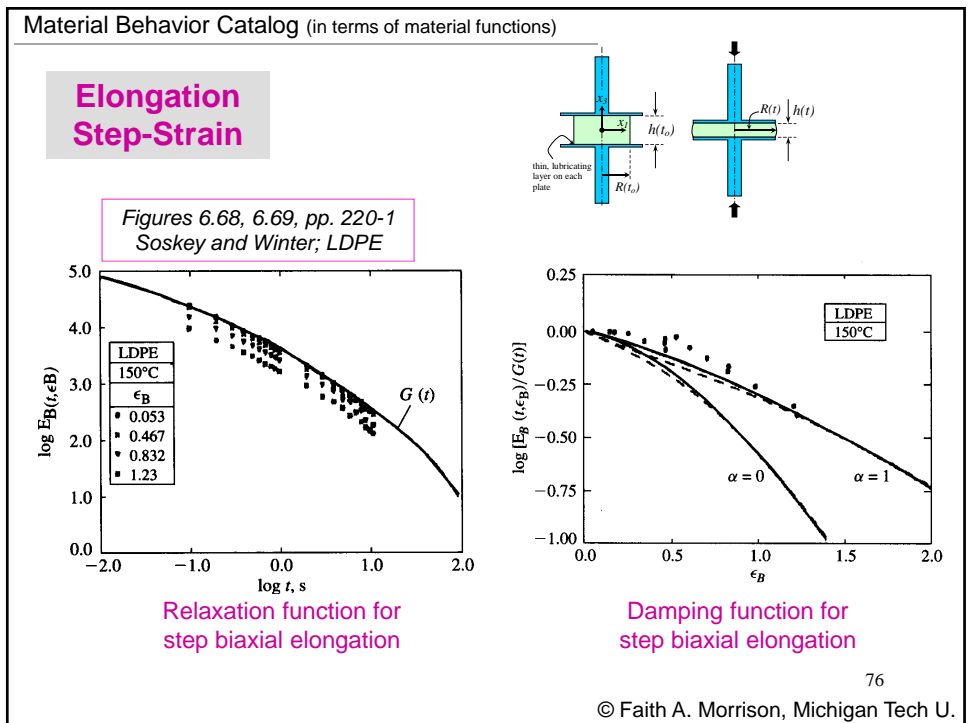 Material Behavior Catalog (in terms of material functions)
Elongation
Step-Strain
x3
x1
h(to)
thin, lubricating
layer on each
plate
R(to)
R(t)
h(t)
Figures 6.68, 6.69, pp. 220-1
Soskey and Winter; LDPE
log EB(t,ϵB)
5.0
4.0
3.0
2.0
1.0
0.0
LDPE
150°C
ϵB
0.053
0.467
0.832
1.23
G (t)
−2.0 −1.0 0.0 1.0 2.0
log t, s
Relaxation function for
step biaxial elongation
log [EB (t,ϵB)/G(t)]
0.25
0.00
−0.25
−0.50
−0.75
−1.00
LDPE
150°C
α = 0
α = 1
0.0 0.5 1.0 1.5 2.0
ϵB
Damping function for
step biaxial elongation
76
© Faith A. Morrison, Michigan Tech U.